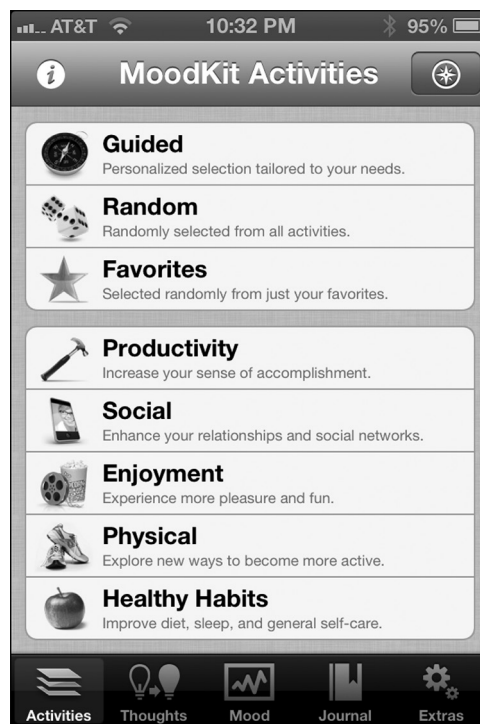 AT&T 10:32 PM 95%
MoodKit Activities
Guided
Personalized selection tailored to your needs.
Random
Randomly selected from all activities.
Favorites
Selected randomly from just your favorites.
Productivity
Increase your sense of accomplishment.
Social
Enhance your relationships and social networks.
Enjoyment
Experience more pleasure and fun.
Physical
Explore new ways to become more active.
Healthy Habits
Improve diet, sleep, and general self-care.
Activities Thoughts Mood Journal Extras